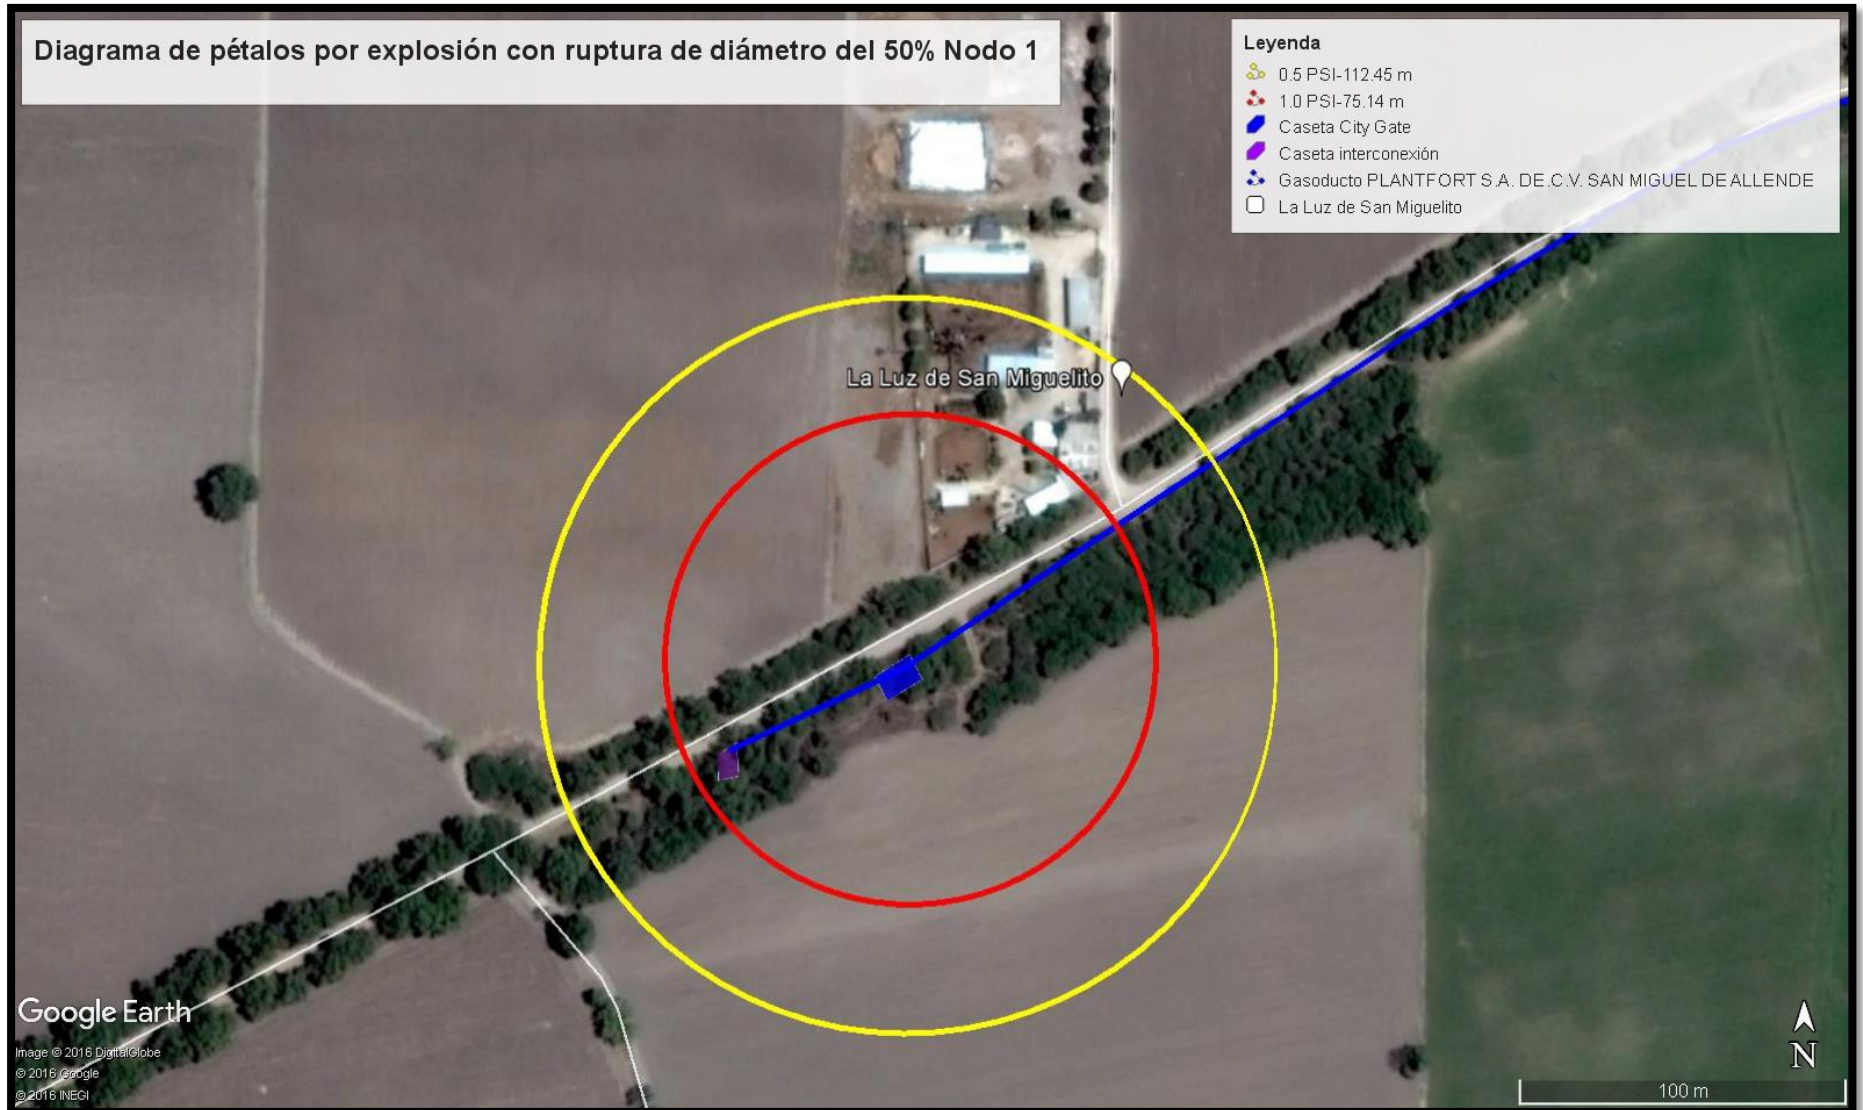 Diagrama de pétalos por explosión con ruptura de diámetro del 50% Nodo 1
Leyenda
0.5 PSI-112.45 m
1.0 PSI-75.14 m
Caseta City Gate
Caseta interconexión
Gasoducto PLANTFORT S.A. DE.C.V. SAN MIGUEL DE ALLENDE
La Luz de San Miguelito
La Luz de San Miguelito
Google Earth
Image © 2016 DigitalGlobe
© 2016 Google
© 2016 INEGI
N
100 m